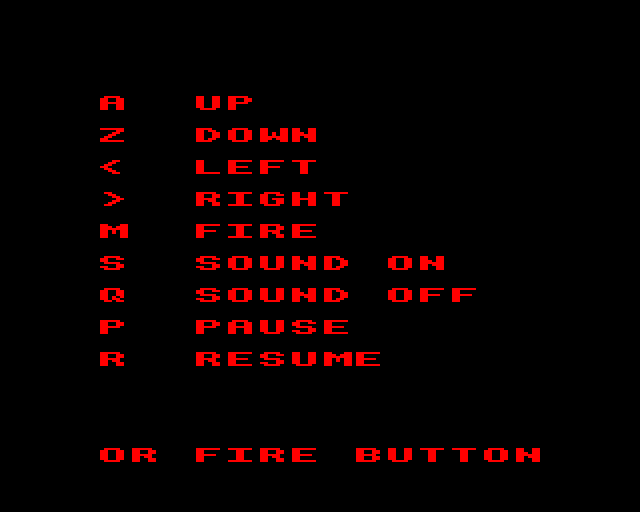 A UP
Z DOWN
< LEFT
> RIGHT
M FIRE
S SOUND ON
Q SOUND OFF
P PAUSE
R RESUME
OR FIRE BUTTON